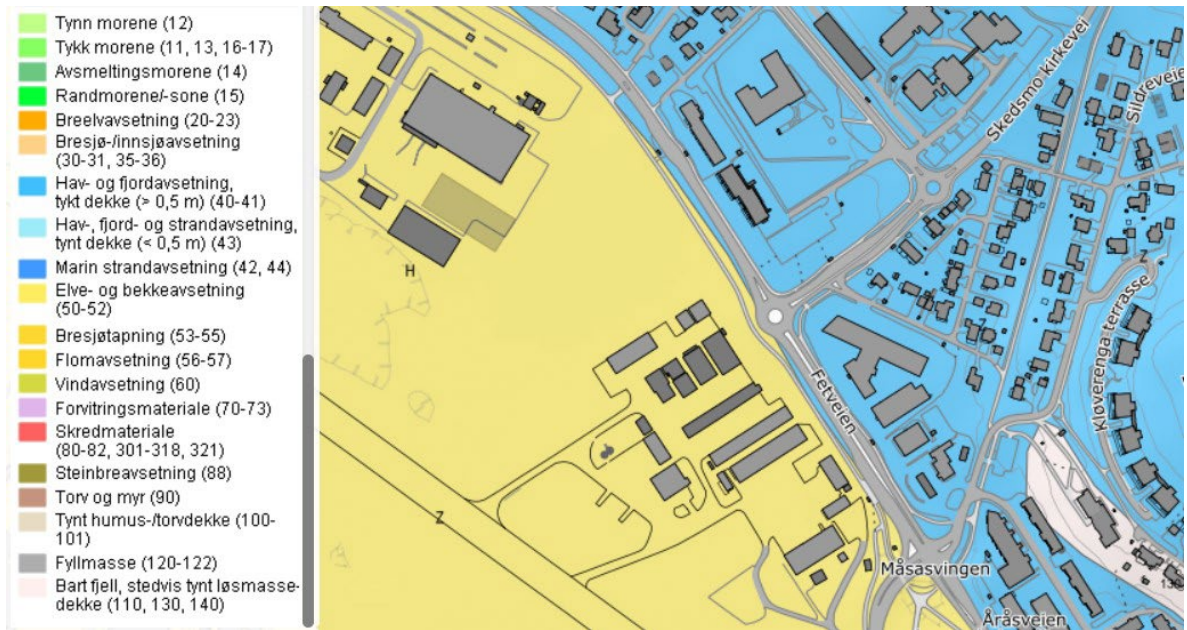 Tynn morene (12)
Tykk morene (11, 13, 16-17)
Avsmeltingsmorene (14)
Randmorene/-sone (15)
Breelvavsetning (20-23)
Bresjø-/innsjøavsetning
(30-31, 35-36)
Hav- og fjordavsetning,
tykt dekke (> 0,5 m) (40-41)
Hav-, fjord- og strandavsetning,
tynt dekke (< 0,5 m) (43)
Marin strandavsetning (42, 44)
Elve- og bekkeavsetning
(50-52)
Bresjøtapning (53-55)
Flomavsetning (56-57)
Vindavsetning (60)
Forvitringsmateriale (70-73)
Skredmateriale
(80-82, 301-318, 321)
Steinbreavsetning (88)
Torv og myr (90)
Tynt humus-/torvdekke (100-
101)
Fyllmasse (120-122)
Bart fjell, stedvis tynt løsmasse-
dekke (110, 130, 140)
Skedsmo kirkevei
Sildreveien
Z
H
Z
Z
Kløverenga terrasse
Fetveien
Måsasvingen
Åråsveien